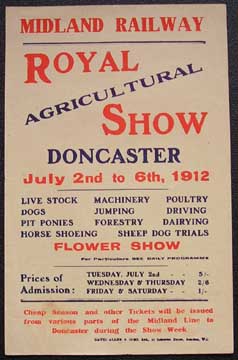 MIDLAND RAILWAY
ROYAL
AGRICULTURAL
SHOW
DONCASTER
July 2nd to 6th, 1912
LIVE STOCK MACHINERY POULTRY
DOGS JUMPING DRIVING
PIT PONIES FORESTRY DAIRYING
HORSE SHOEING SHEEP DOG TRIALS
FLOWER SHOW
For Particulars SEE DAILY PROGRAMME
Prices of Admission:
TUESDAY, JULY 2nd - - 5/-
WEDNESDAY & THURSDAY 2/6
FRIDAY & SATURDAY - - 1/-
Cheap Season and other Tickets will be issued
from various parts of the Midland Line to
Doncaster during the Show Week.